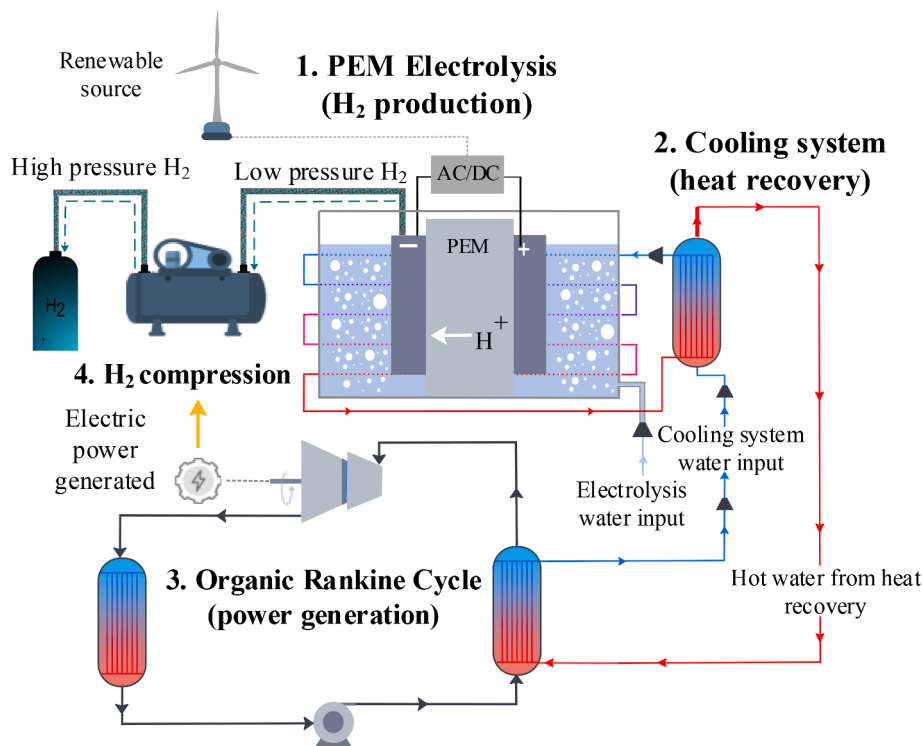 Renewable
source
1. PEM Electrolysis
(H₂ production)
2. Cooling system
(heat recovery)
High pressure H₂
Low pressure H₂
AC/DC
−
+
PEM
H⁺
H₂
4. H₂ compression
Electric
power
generated
Cooling system
water input
Electrolysis
water input
3. Organic Rankine Cycle
(power generation)
Hot water from heat
recovery